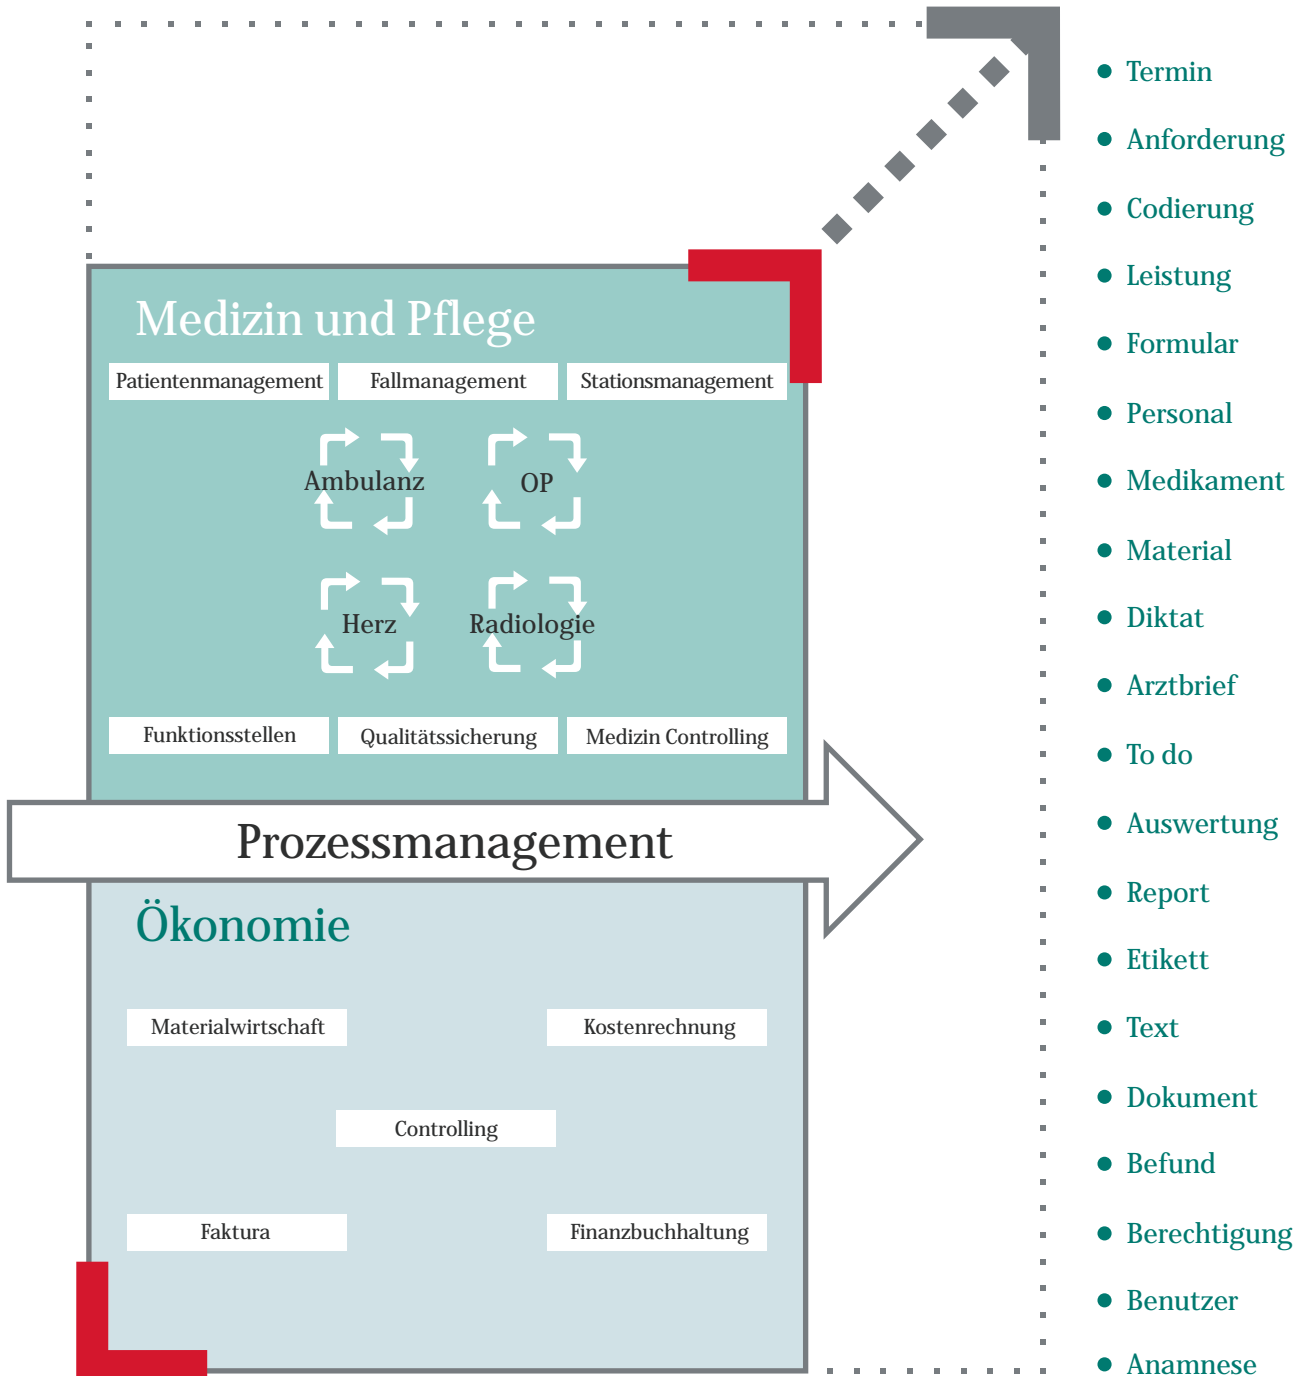 Medizin und Pflege
Patientenmanagement
Fallmanagement
Stationsmanagement
Ambulanz
OP
Herz
Radiologie
Funktionsstellen
Qualitätssicherung
Medizin Controlling
Prozessmanagement
Ökonomie
Materialwirtschaft
Kostenrechnung
Controlling
Faktura
Finanzbuchhaltung
Termin
Anforderung
Codierung
Leistung
Formular
Personal
Medikament
Material
Diktat
Arztbrief
To do
Auswertung
Report
Etikett
Text
Dokument
Befund
Berechtigung
Benutzer
Anamnese